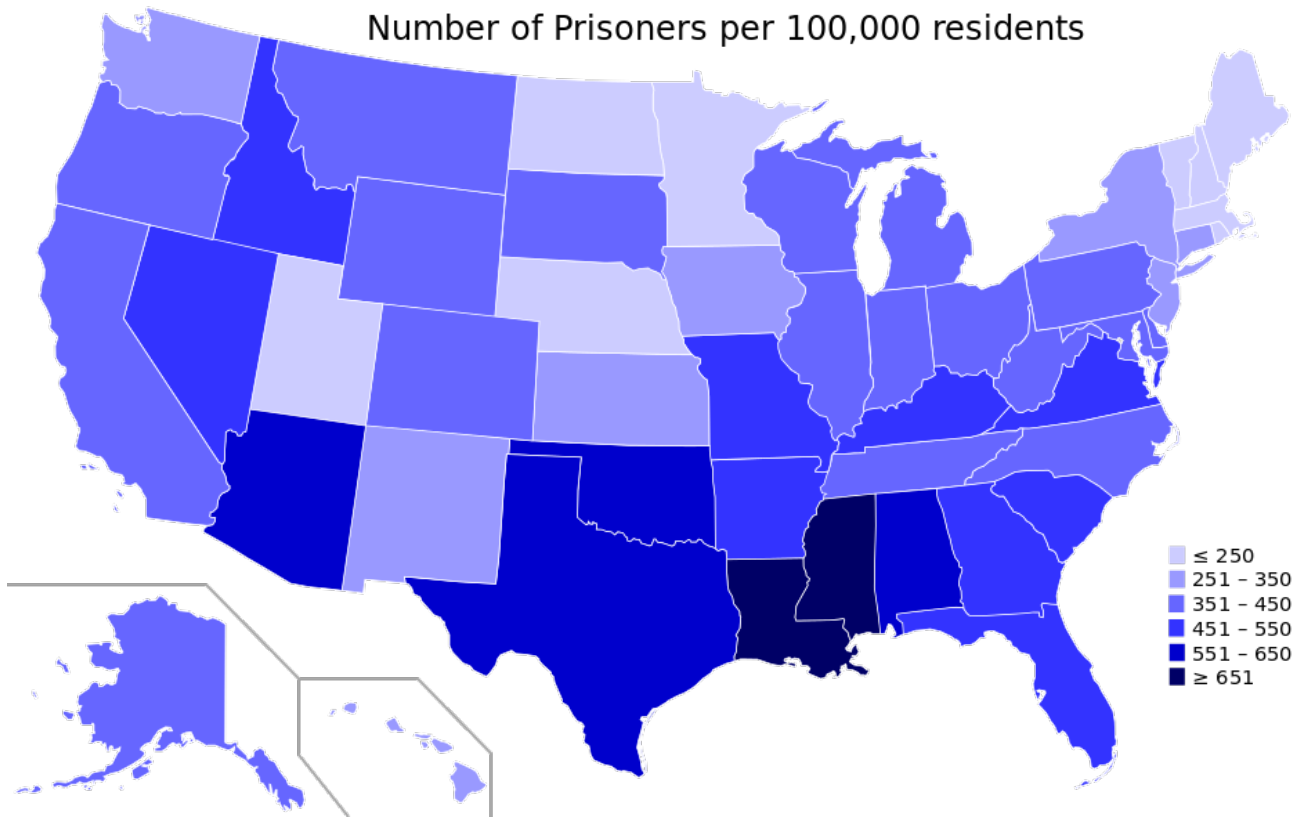 Number of Prisoners per 100,000 residents
≤ 250
251 – 350
351 – 450
451 – 550
551 – 650
≥ 651